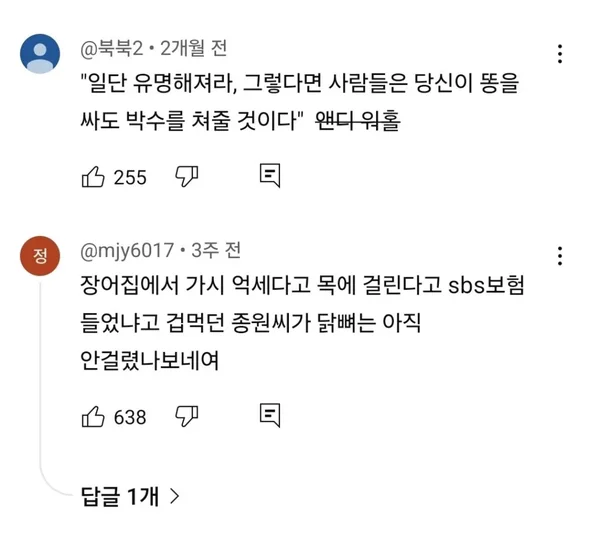 @북북2 • 2개월 전
"일단 유명해져라, 그렇다면 사람들은 당신이 똥을
싸도 박수를 쳐줄 것이다" 앤디 워홀
255
정
@mjy6017 • 3주 전
장어집에서 가시 억세다고 목에 걸린다고 sbs보험
들었냐고 겁먹던 종원씨가 닭뼈는 아직
안걸렸나보네여
638
답글 1개 >